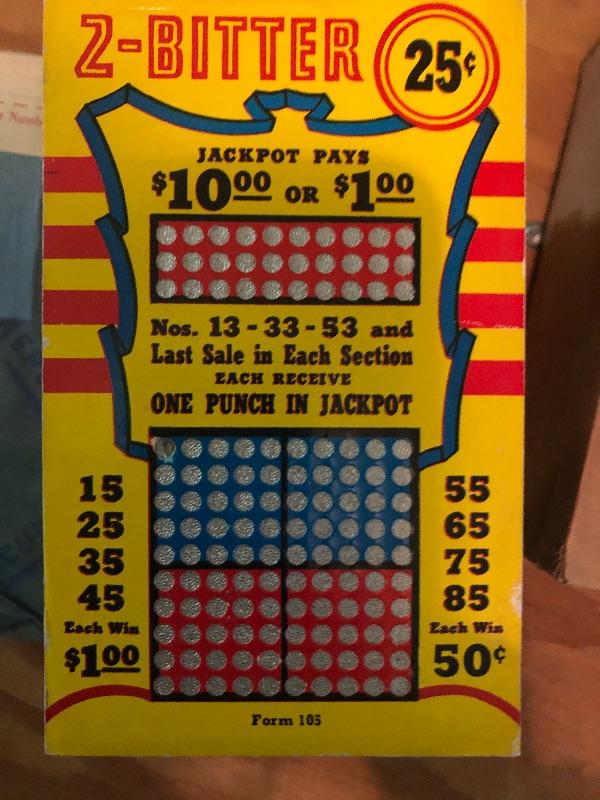 2-BITTER
25¢
JACKPOT PAYS
$10.00 OR $1.00
Nos. 13-33-53 and
Last Sale in Each Section
EACH RECEIVE
ONE PUNCH IN JACKPOT
15
25
35
45
Each Win
$1.00
55
65
75
85
Each Win
50¢
Form 105